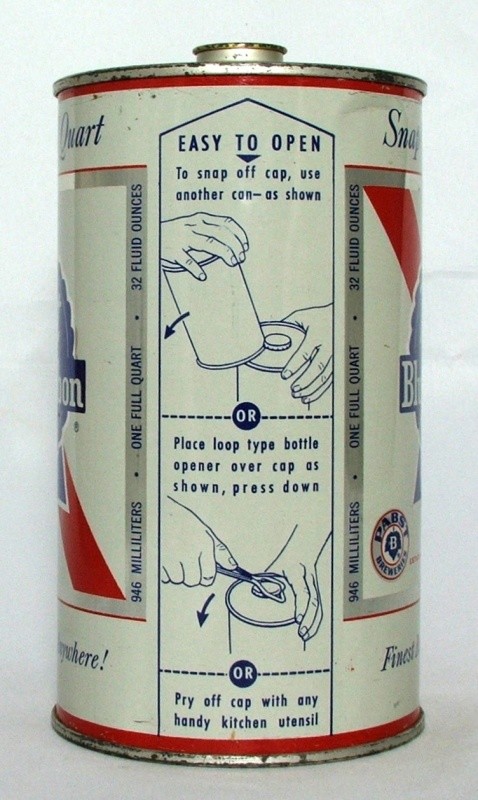 Quart
Snap
EASY TO OPEN
To snap off cap, use
another can—as shown
OR
Place loop type bottle
opener over cap as
shown, press down
OR
Pry off cap with any
handy kitchen utensil
946 MILLILITERS • ONE FULL QUART • 32 FLUID OUNCES
946 MILLILITERS • ONE FULL QUART • 32 FLUID OUNCES
®
PABST
B
BREWERIES
Finest